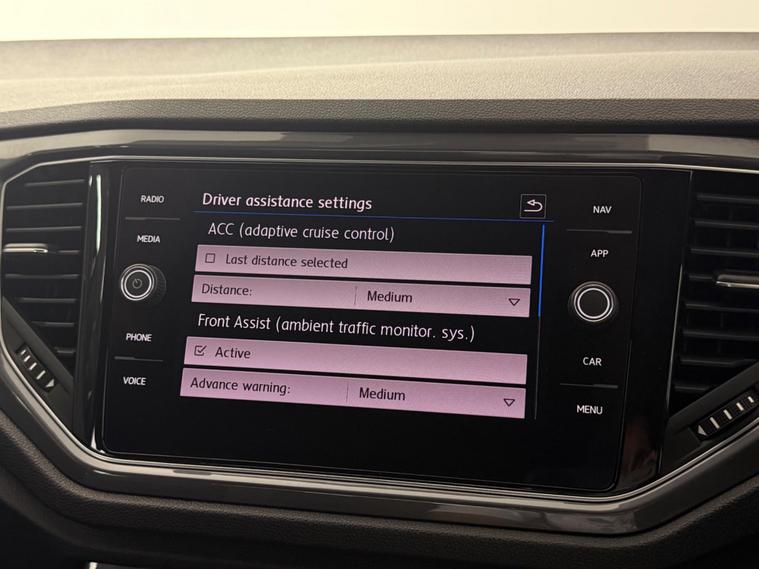 RADIO
MEDIA
PHONE
VOICE
Driver assistance settings
ACC (adaptive cruise control)
Last distance selected
Distance: Medium
Front Assist (ambient traffic monitor. sys.)
Active
Advance warning: Medium
NAV
APP
CAR
MENU